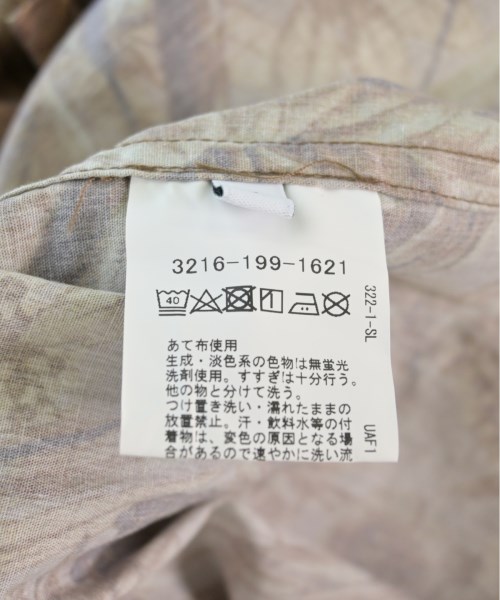 3216-199-1621
40
あて布使用
生成・淡色系の色物は無蛍光
洗剤使用。すすぎは十分行う。
他の物と分けて洗う。
つけ置き洗い・濡れたままの
放置禁止。汗・飲料水等の付
着物は、変色の原因となる場
合があるので速やかに洗い流
322-1-SL
UAF1